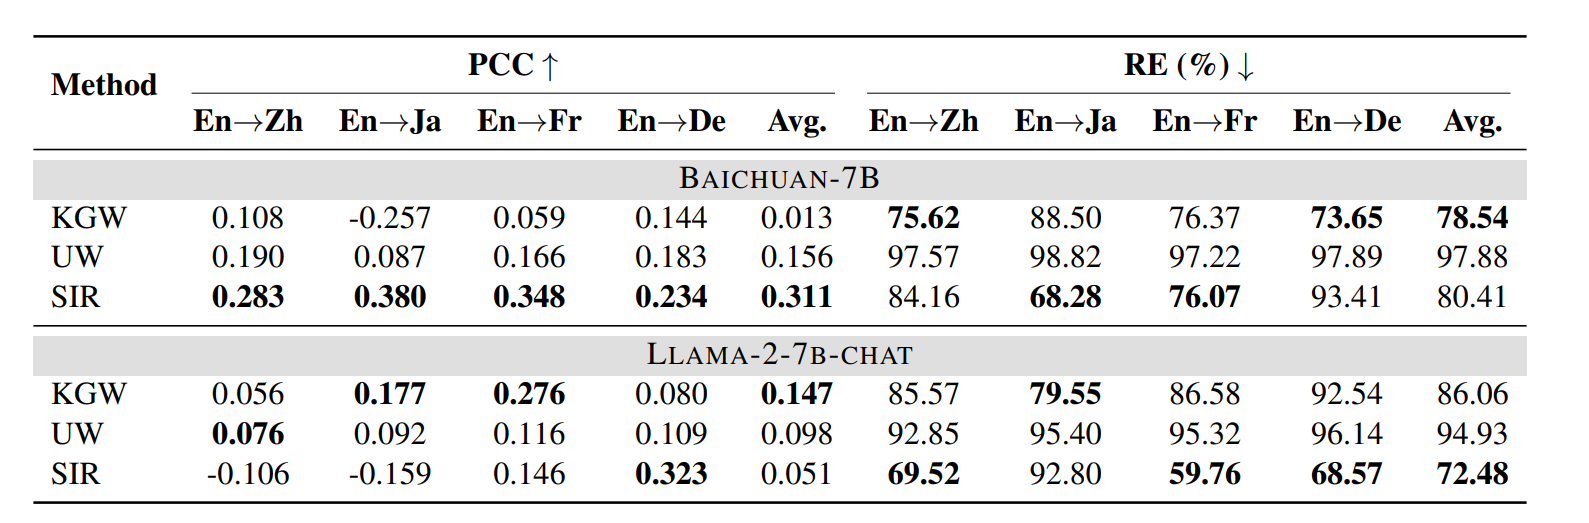 Method PCC ↑ RE (%) ↓
En→Zh En→Ja En→Fr En→De Avg. En→Zh En→Ja En→Fr En→De Avg.
BAICHUAN-7B
KGW 0.108 -0.257 0.059 0.144 0.013 75.62 88.50 76.37 73.65 78.54
UW 0.190 0.087 0.166 0.183 0.156 97.57 98.82 97.22 97.89 97.88
SIR 0.283 0.380 0.348 0.234 0.311 84.16 68.28 76.07 93.41 80.41
LLAMA-2-7B-CHAT
KGW 0.056 0.177 0.276 0.080 0.147 85.57 79.55 86.58 92.54 86.06
UW 0.076 0.092 0.116 0.109 0.098 92.85 95.40 95.32 96.14 94.93
SIR -0.106 -0.159 0.146 0.323 0.051 69.52 92.80 59.76 68.57 72.48